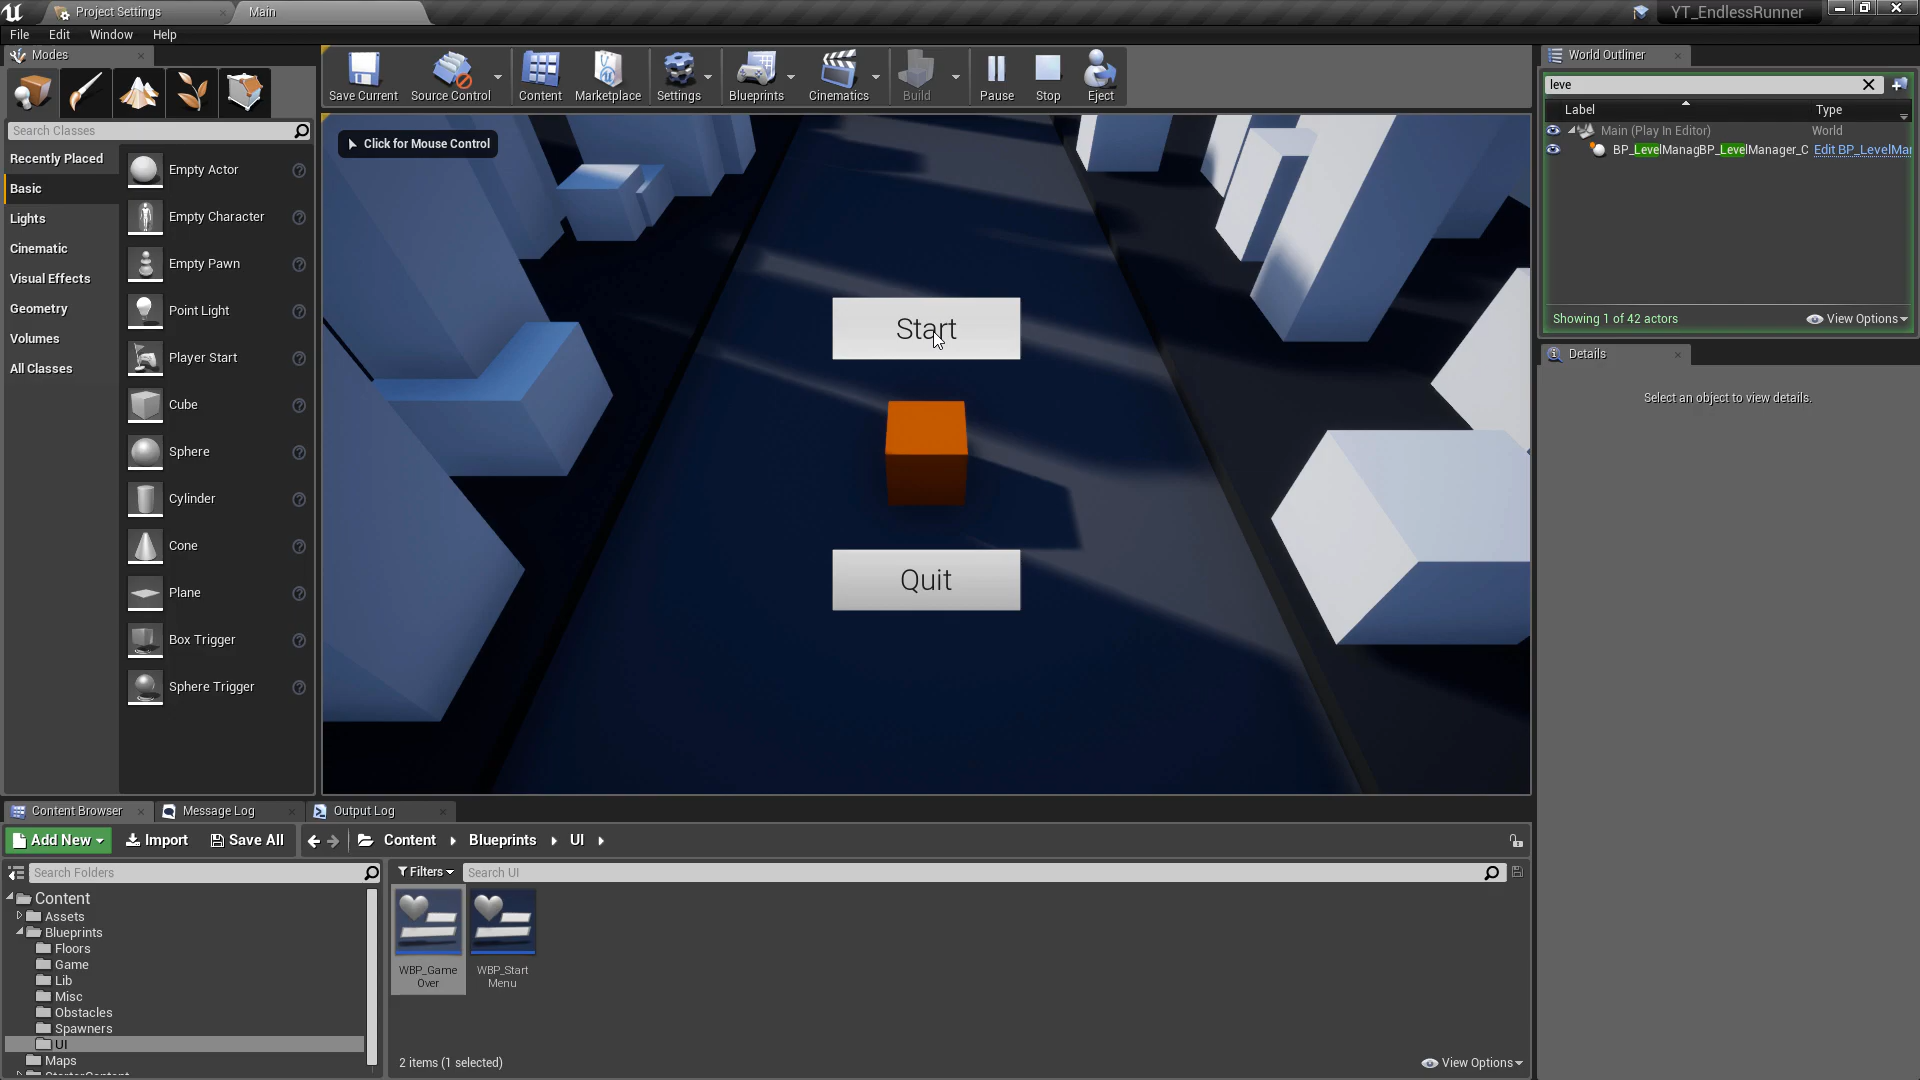 Project Settings
Main
YT_EndlessRunner
File Edit Window Help
Modes
Save Current
Source Control
Content
Marketplace
Settings
Blueprints
Cinematics
Build
Pause
Stop
Eject
World Outliner
leve
Label Type
Main (Play In Editor) World
BP_LevelManagBP_LevelManager_C Edit BP_LevelMa
Showing 1 of 42 actors
View Options
Details
Select an object to view details.
Search Classes
Recently Placed
Basic
Lights
Cinematic
Visual Effects
Geometry
Volumes
All Classes
Empty Actor
Empty Character
Empty Pawn
Point Light
Player Start
Cube
Sphere
Cylinder
Cone
Plane
Box Trigger
Sphere Trigger
Click for Mouse Control
Start
Quit
Content Browser
Message Log
Output Log
Add New
Import
Save All
Content
Blueprints
UI
Search Folders
Filters
Search UI
Content
Assets
Blueprints
Floors
Game
Lib
Misc
Obstacles
Spawners
UI
Maps
WBP_Game
Over
WBP_Start
Menu
2 items (1 selected)
View Options